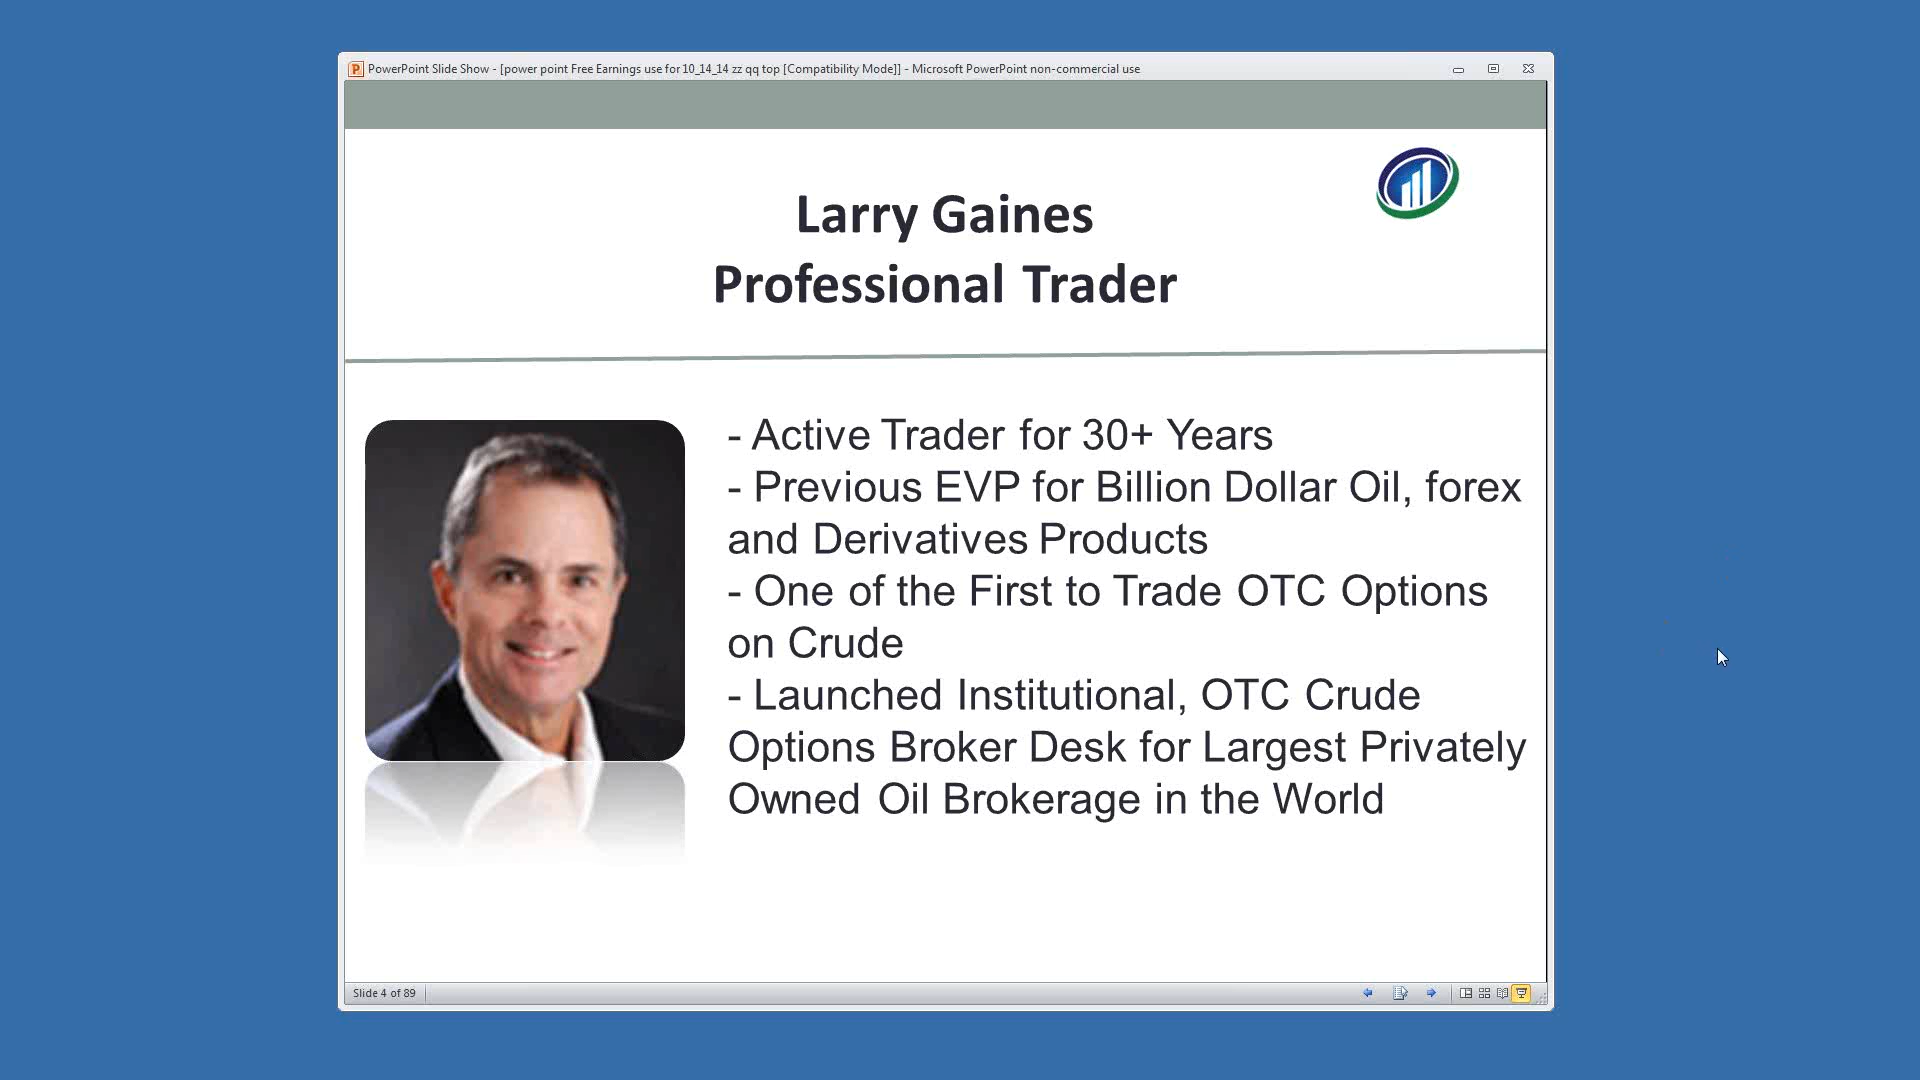 PowerPoint Slide Show - [power point Free Earnings use for 10_14_14 zz qq top [Compatibility Mode]] - Microsoft PowerPoint non-commercial use
Larry Gaines
Professional Trader
- Active Trader for 30+ Years
- Previous EVP for Billion Dollar Oil, forex
and Derivatives Products
- One of the First to Trade OTC Options
on Crude
- Launched Institutional, OTC Crude
Options Broker Desk for Largest Privately
Owned Oil Brokerage in the World
Slide 4 of 89